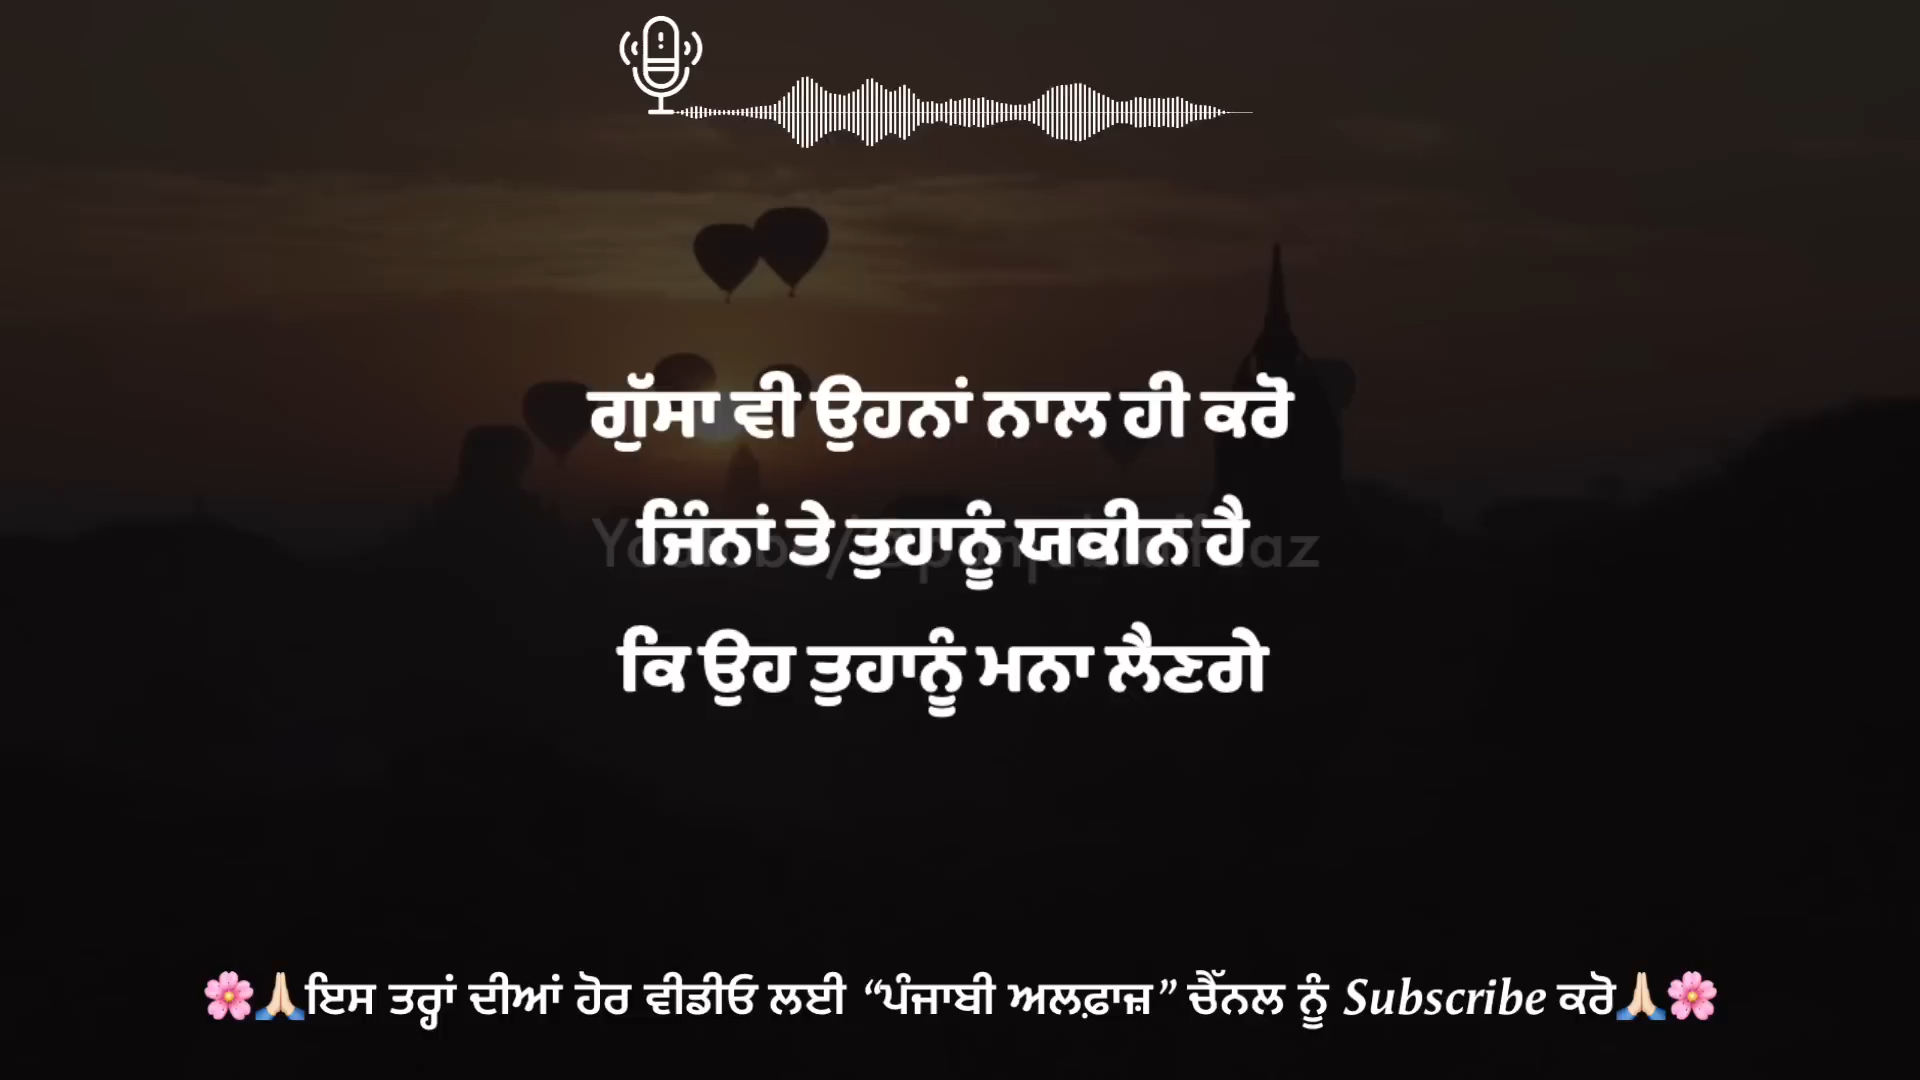 ਗੁੱਸਾ ਵੀ ਉਹਨਾਂ ਨਾਲ ਹੀ ਕਰੋ
ਜਿੰਨਾਂ ਤੇ ਤੁਹਾਨੂੰ ਯਕੀਨ ਹੈ
ਕਿ ਉਹ ਤੁਹਾਨੂੰ ਮਨਾ ਲੈਣਗੇ
🌸🙏🏻ਇਸ ਤਰ੍ਹਾਂ ਦੀਆਂ ਹੋਰ ਵੀਡੀਓ ਲਈ “ਪੰਜਾਬੀ ਅਲਫ਼ਾਜ਼” ਚੈੱਨਲ ਨੂੰ Subscribe ਕਰੋ🙏🏻🌸